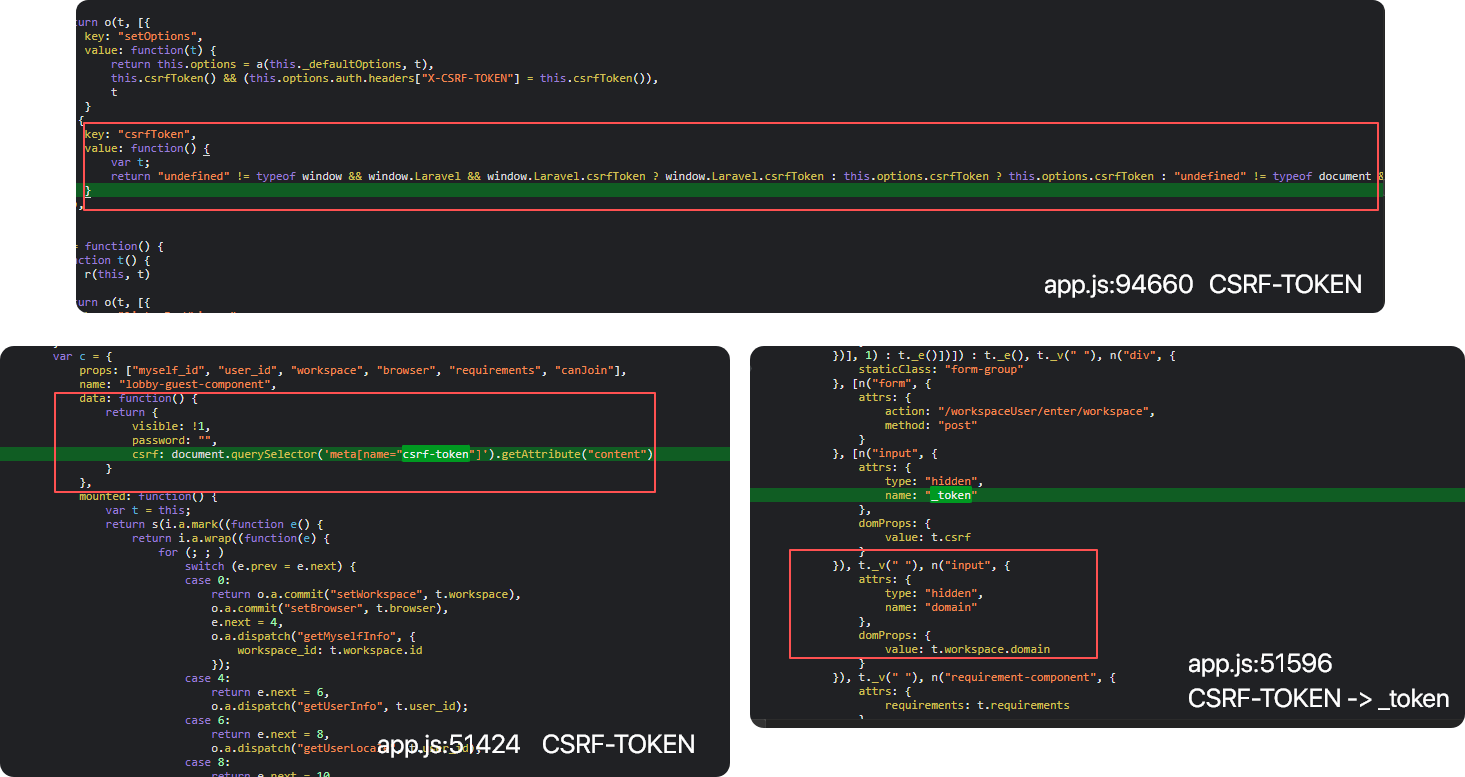 urn o(t, [{
key: "setOptions",
value: function(t) {
return this.options = a(this._defaultOptions, t),
this.csrfToken() && (this.options.auth.headers["X-CSRF-TOKEN"] = this.csrfToken()),
t
}
{
key: "csrfToken",
value: function() {
var t;
return "undefined" != typeof window && window.Laravel && window.Laravel.csrfToken ? window.Laravel.csrfToken : this.options.csrfToken ? this.options.csrfToken : "undefined" != typeof document &
}
,
= function() {
nction t() {
r(this, t)
urn o(t, [{
app.js:94660 CSRF-TOKEN
var c = {
props: ["myself_id", "user_id", "workspace", "browser", "requirements", "canJoin"],
name: "lobby-guest-component",
data: function() {
return {
visible: !1,
password: "",
csrf: document.querySelector('meta[name="csrf-token"]').getAttribute("content")
}
},
mounted: function() {
var t = this;
return s(i.a.mark((function e() {
return i.a.wrap((function(e) {
for (; ; )
switch (e.prev = e.next) {
case 0:
return o.a.commit("setWorkspace", t.workspace),
o.a.commit("setBrowser", t.browser),
e.next = 4,
o.a.dispatch("getMyselfInfo", {
workspace_id: t.workspace.id
});
case 4:
return e.next = 6,
o.a.dispatch("getUserInfo", t.user_id);
case 6:
return e.next = 8,
o.a.dispatch("getUserLoca
case 8:
return e.next = 10
app.js:51424 CSRF-TOKEN
})], 1) : t._e()])]) : t._e(), t._v(" "), n("div", {
staticClass: "form-group"
}, [n("form", {
attrs: {
action: "/workspaceUser/enter/workspace",
method: "post"
}
}, [n("input", {
attrs: {
type: "hidden",
name: "_token"
},
domProps: {
value: t.csrf
}
}), t._v(" "), n("input", {
attrs: {
type: "hidden",
name: "domain"
},
domProps: {
value: t.workspace.domain
}
}), t._v(" "), n("requirement-component", {
attrs: {
requirements: t.requirements
app.js:51596
CSRF-TOKEN -> _token